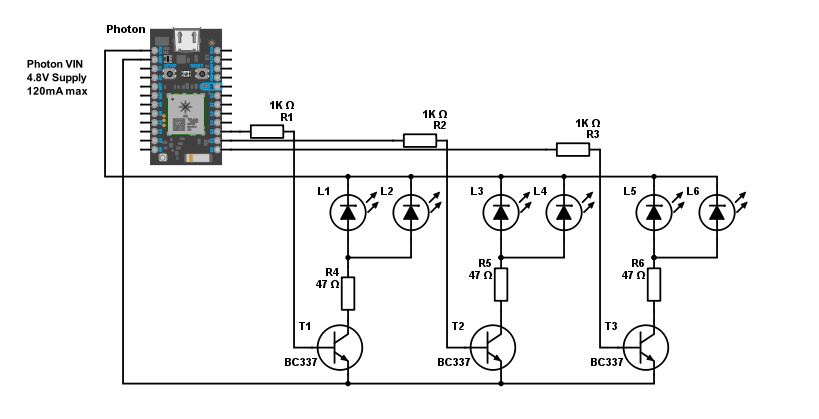 Photon
Photon VIN
4.8V Supply
120mA max
1K Ω
R1
1K Ω
R2
1K Ω
R3
L1
L2
L3
L4
L5
L6
R4
47 Ω
R5
47 Ω
R6
47 Ω
T1
T2
T3
BC337
BC337
BC337